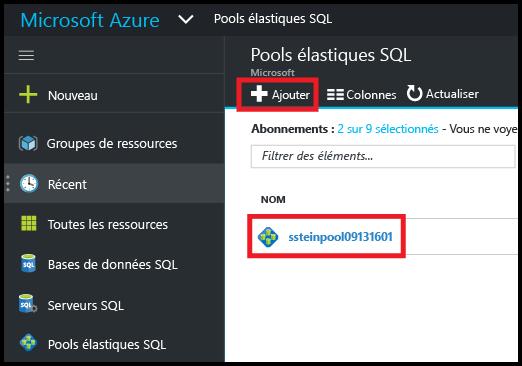 Microsoft Azure Pools élastiques SQL
Nouveau
Groupes de ressources
Récent
Toutes les ressources
Bases de données SQL
Serveurs SQL
Pools élastiques SQL
Pools élastiques SQL
Microsoft
Ajouter Colonnes Actualiser
Abonnements : 2 sur 9 sélectionnés - Vous ne voye
Filtrer des éléments...
NOM
ssteinpool09131601